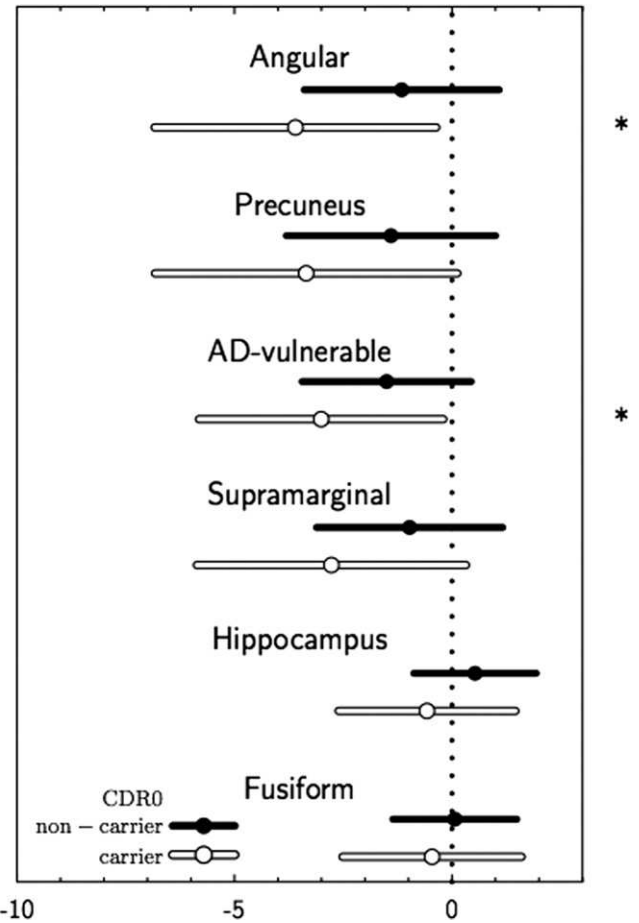 Angular
*
Precuneus
AD-vulnerable
*
Supramarginal
Hippocampus
Fusiform
CDR0
non − carrier
carrier
-10 -5 0